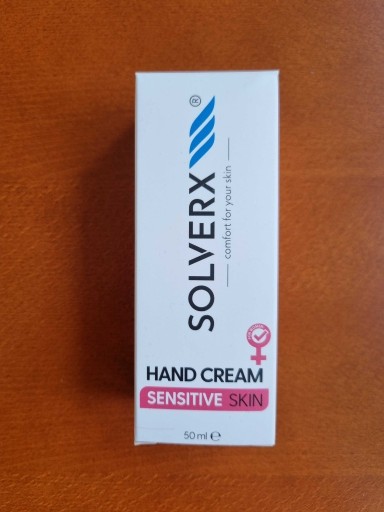 SOLVERX®
comfort for your skin
HAND CREAM
SENSITIVE SKIN
50 ml ℮